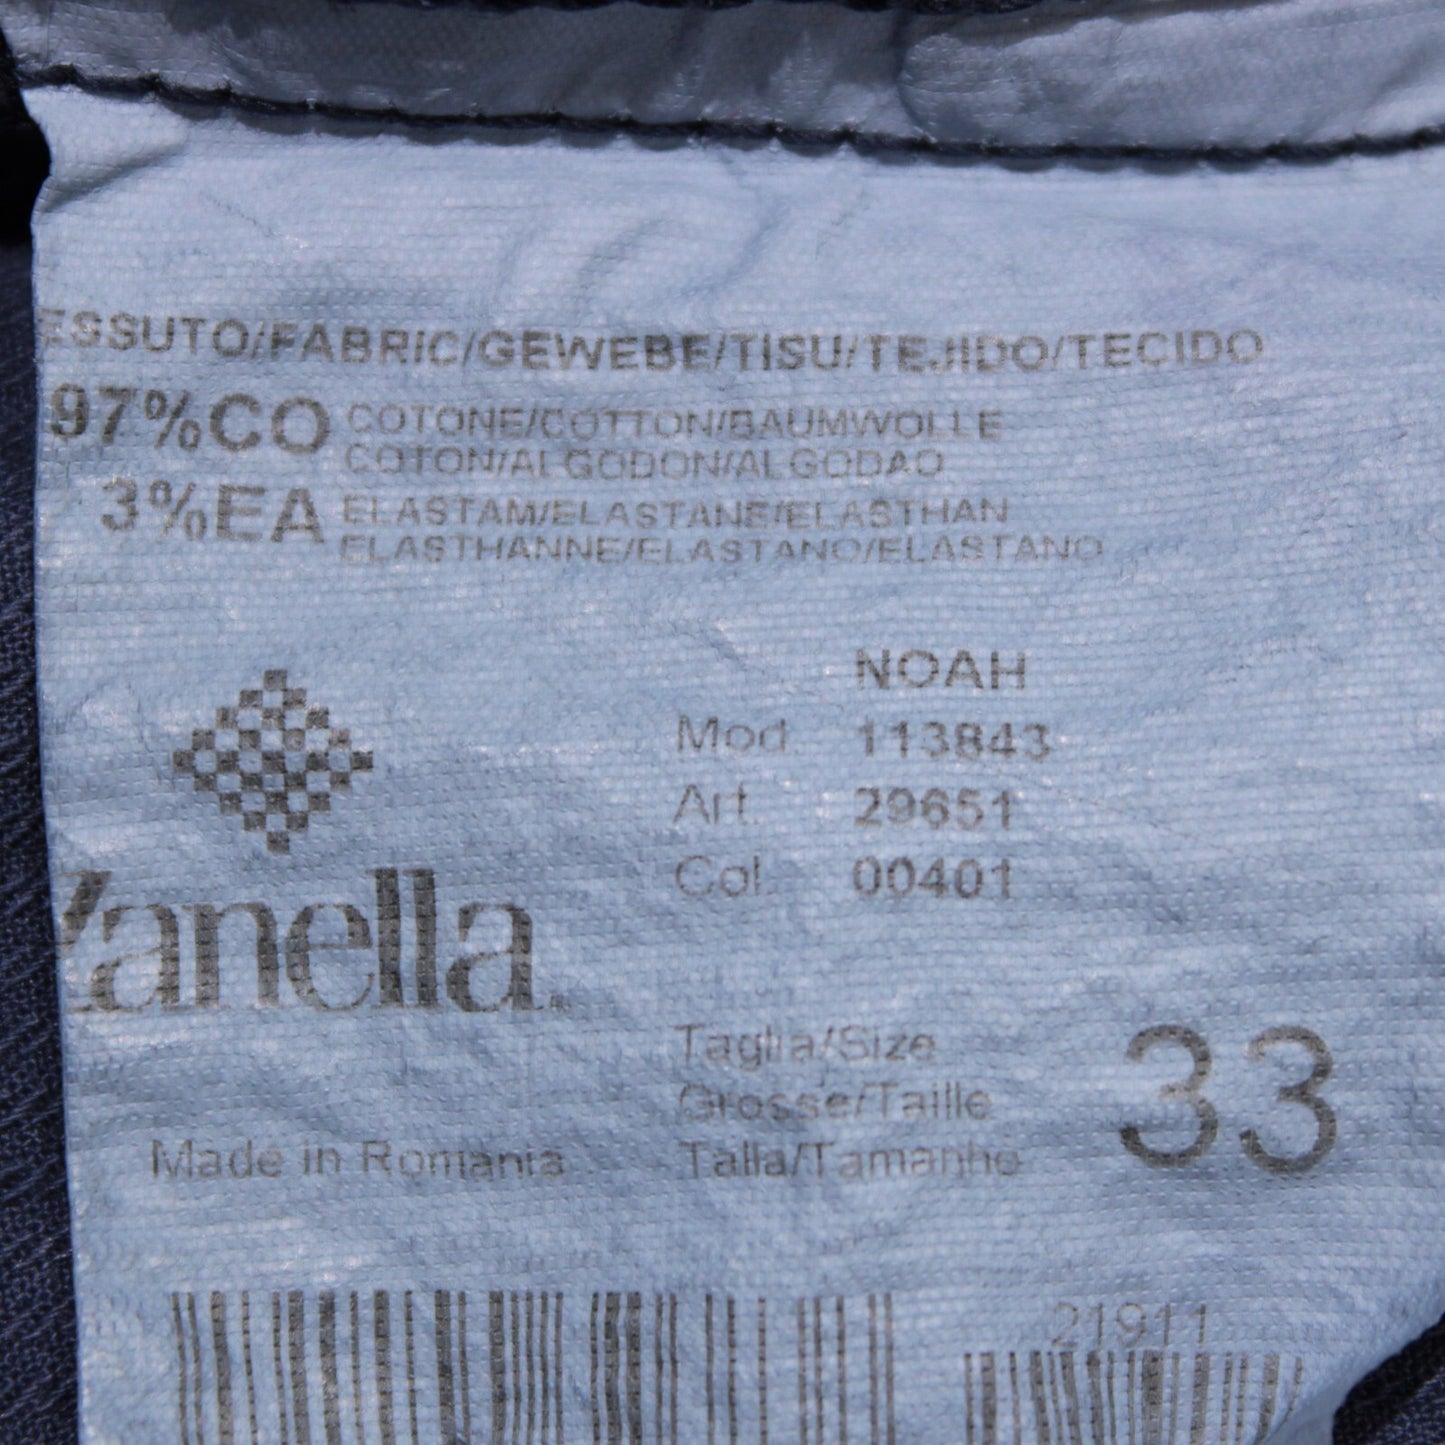 ESSUTO/FABRIC/GEWEBE/TISU/TEJIDO/TECIDO
97%CO COTONE/COTTON/BAUMWOLLE
COTON/ALGODON/ALGODAO
3%EA ELASTAM/ELASTANE/ELASTHAN
ELASTHANNE/ELASTANO/ELASTANO
NOAH
Mod. 113843
Art. 29651
Col. 00401
Zanella
Taglia/Size
Grosse/Taille
Talla/Tamanho
33
Made in Romania
21911